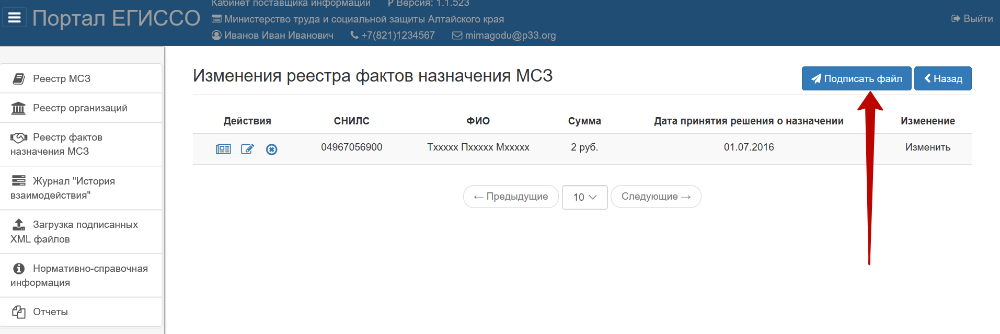 Кабинет поставщика информации Версия: 1.1.523
Портал ЕГИССО
Министерство труда и социальной защиты Алтайского края
Выйти
Иванов Иван Иванович +7(821)1234567 mimagodu@p33.org
Реестр МСЗ
Реестр организаций
Реестр фактов
назначения МСЗ
Журнал "История
взаимодействия"
Загрузка подписанных
XML файлов
Нормативно-справочная
информация
Отчеты
Изменения реестра фактов назначения МСЗ
Подписать файл
Назад
Действия СНИЛС ФИО Сумма Дата принятия решения о назначении Изменение
04967056900 Тххххх Пххххх Мххххх 2 руб. 01.07.2016 Изменить
← Предыдущие 10 Следующие →